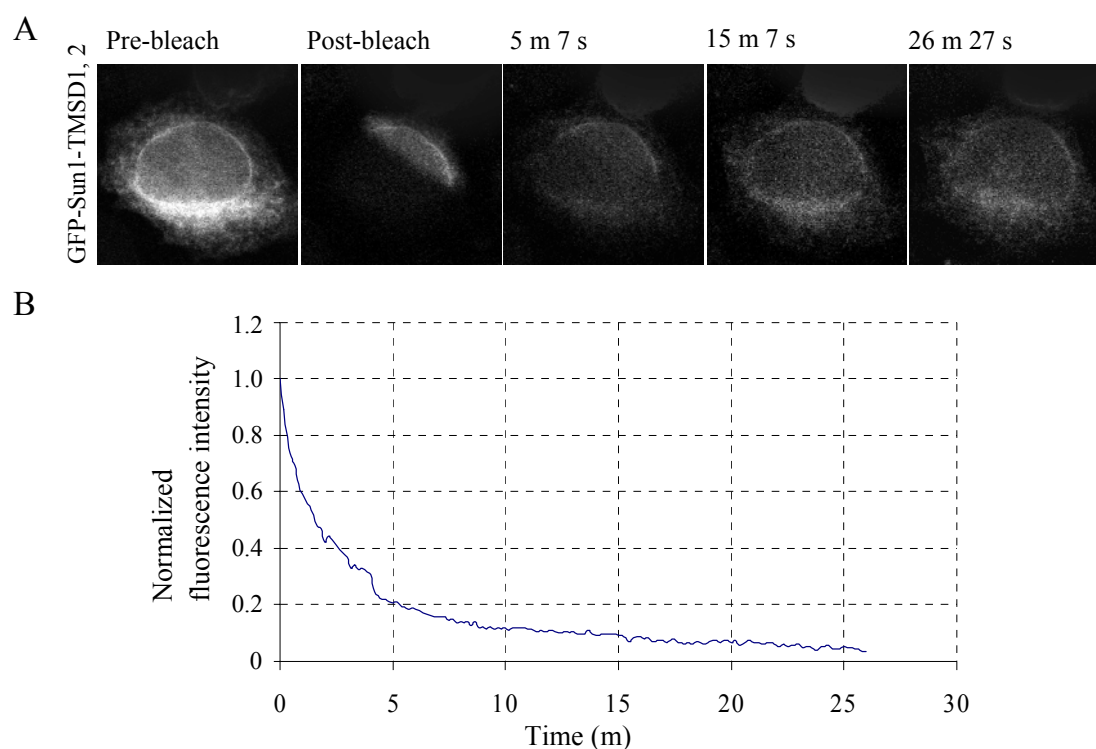 A
Pre-bleach Post-bleach 5 m 7 s 15 m 7 s 26 m 27 s
GFP-Sun1-TMSD1, 2
B
Normalized
fluorescence intensity
1.2
1.0
0.8
0.6
0.4
0.2
0
0 5 10 15 20 25 30
Time (m)